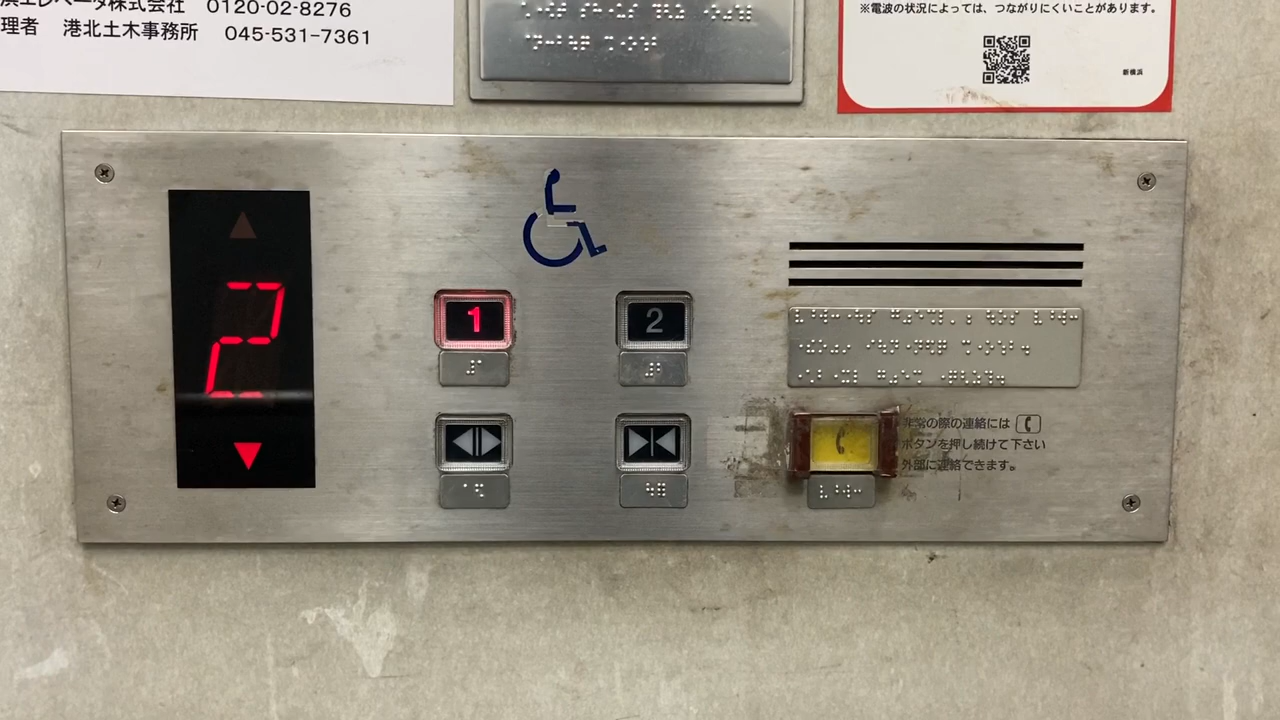 エレベータ株式会社 0120-02-8276
理者 港北土木事務所 045-531-7361
※電波の状況によっては、つながりにくいことがあります。
新横浜
2
1
2
非常の際の連絡には
ボタンを押し続けて下さい
外部に連絡できます。